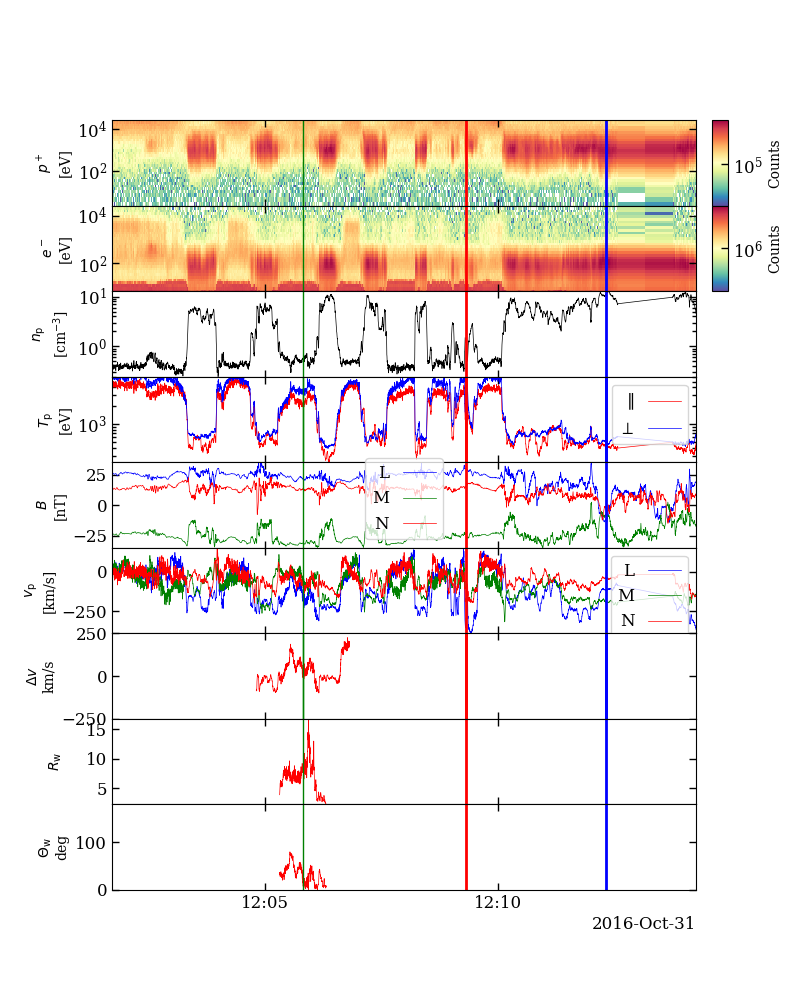 10⁴
10²
p⁺
[eV]
10⁵
Counts
10⁴
10²
e⁻
[eV]
10⁶
Counts
10¹
10⁰
nₚ
[cm⁻³]
10³
Tₚ
[eV]
∥
⊥
25
0
−25
B
[nT]
L
M
N
0
−250
vₚ
[km/s]
L
M
N
250
0
−250
Δv
km/s
15
10
5
R_w
100
0
Θ_w
deg
12:05 12:10
2016-Oct-31